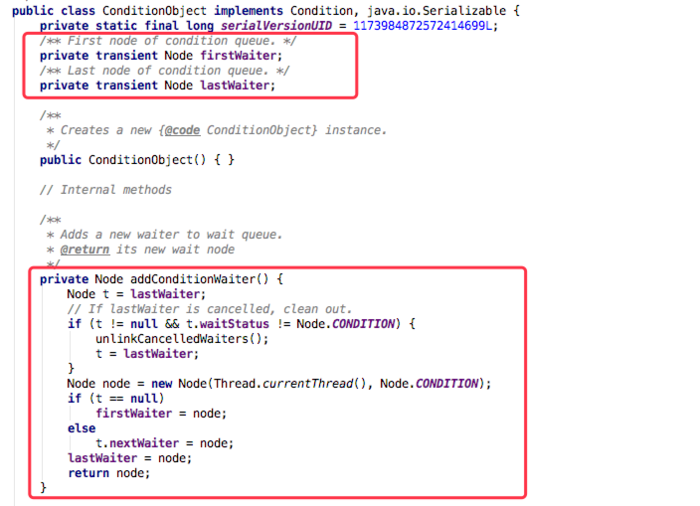 public class ConditionObject implements Condition, java.io.Serializable {
    private static final long serialVersionUID = 1173984872572414699L;
    /** First node of condition queue. */
    private transient Node firstWaiter;
    /** Last node of condition queue. */
    private transient Node lastWaiter;

    /**
     * Creates a new {@code ConditionObject} instance.
     */
    public ConditionObject() { }

    // Internal methods

    /**
     * Adds a new waiter to wait queue.
     * @return its new wait node
     */
    private Node addConditionWaiter() {
        Node t = lastWaiter;
        // If lastWaiter is cancelled, clean out.
        if (t != null && t.waitStatus != Node.CONDITION) {
            unlinkCancelledWaiters();
            t = lastWaiter;
        }
        Node node = new Node(Thread.currentThread(), Node.CONDITION);
        if (t == null)
            firstWaiter = node;
        else
            t.nextWaiter = node;
        lastWaiter = node;
        return node;
    }